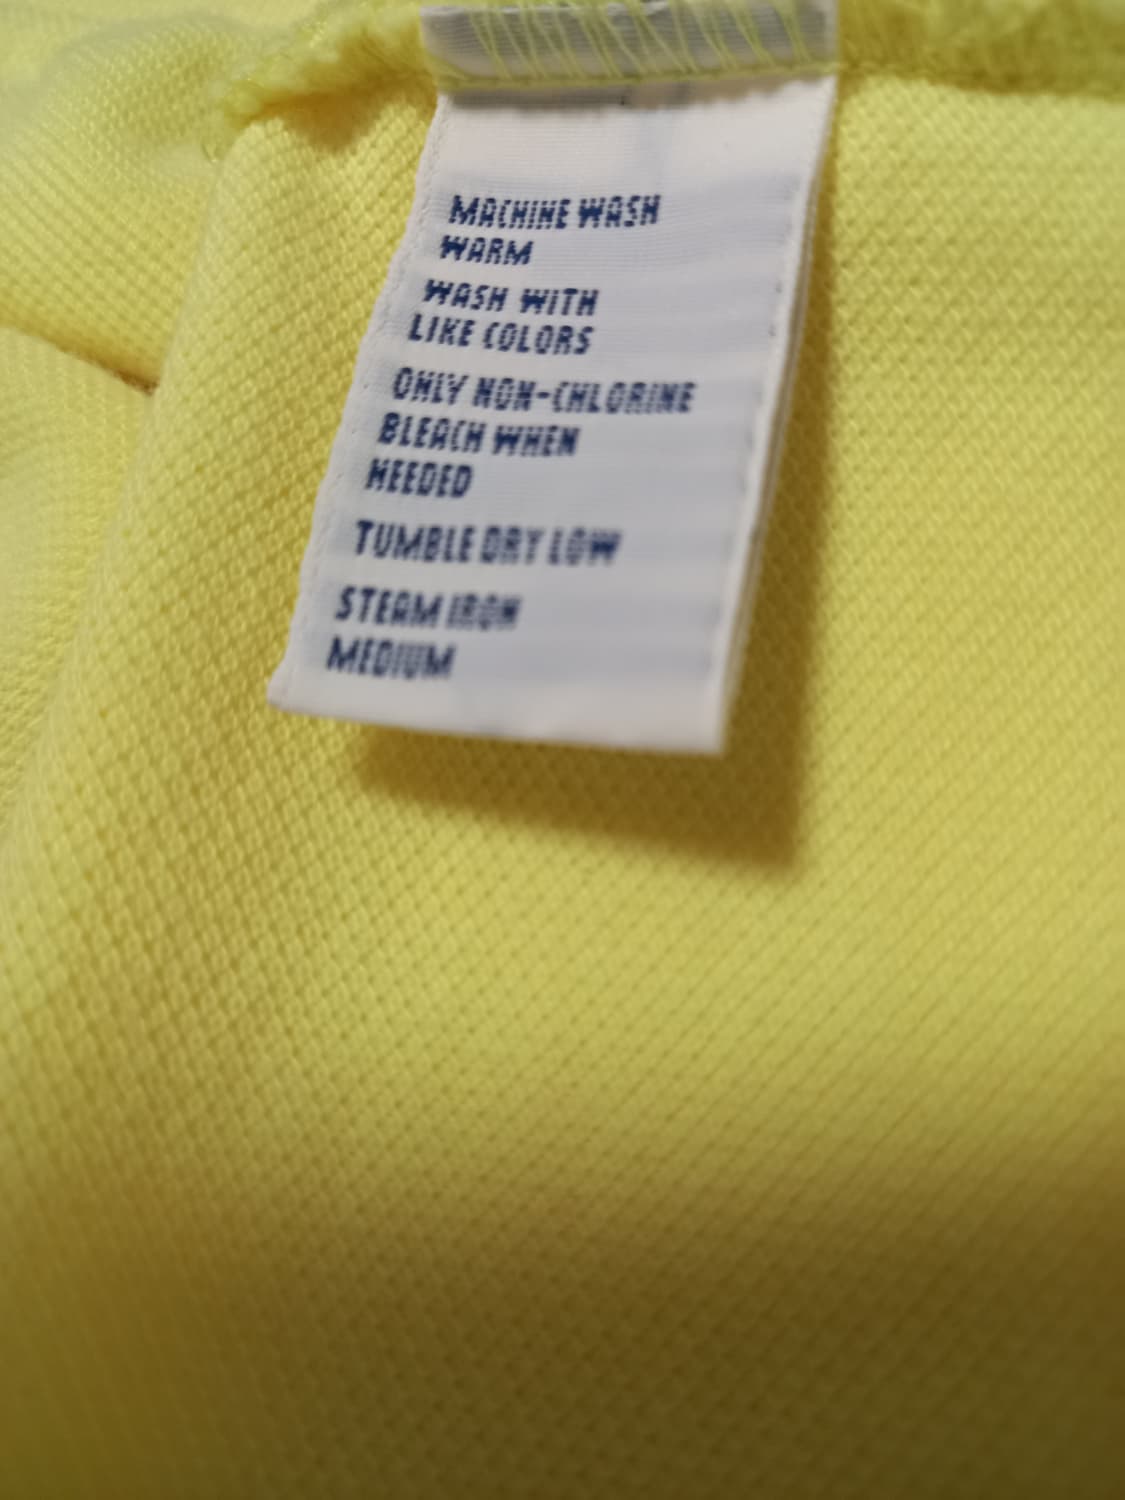 MACHINE WASH
WARM
WASH WITH
LIKE COLORS
ONLY NON-CHLORINE
BLEACH WHEN
NEEDED
TUMBLE DRY LOW
STEAM IRON
MEDIUM